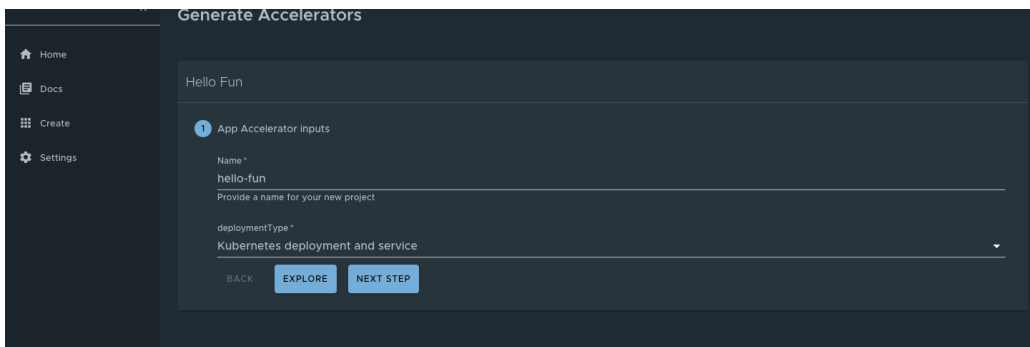 Generate Accelerators
Home
Docs
Create
Settings
Hello Fun
1 App Accelerator inputs
Name *
hello-fun
Provide a name for your new project
deploymentType *
Kubernetes deployment and service
BACK EXPLORE NEXT STEP